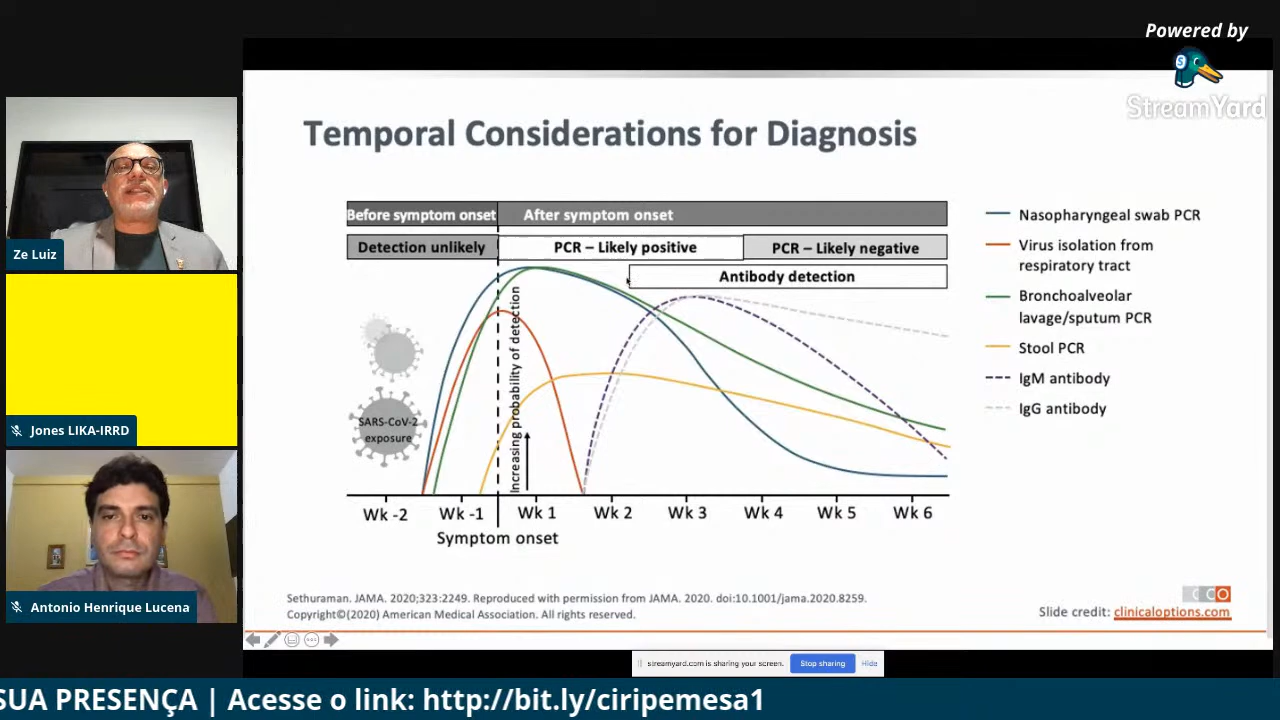 Powered by
StreamYard
Ze Luiz
Jones LIKA-IRRD
Antonio Henrique Lucena
Temporal Considerations for Diagnosis
Before symptom onset
After symptom onset
Detection unlikely
PCR – Likely positive
PCR – Likely negative
Antibody detection
SARS-CoV-2
exposure
Increasing probability of detection
Wk -2
Wk -1
Wk 1
Wk 2
Wk 3
Wk 4
Wk 5
Wk 6
Symptom onset
Nasopharyngeal swab PCR
Virus isolation from
respiratory tract
Bronchoalveolar
lavage/sputum PCR
Stool PCR
IgM antibody
IgG antibody
Sethuraman. JAMA. 2020;323:2249. Reproduced with permission from JAMA. 2020. doi:10.1001/jama.2020.8259.
Copyright©(2020) American Medical Association. All rights reserved.
CCO
Slide credit: clinicaloptions.com
streamyard.com is sharing your screen.
Stop sharing
Hide
SUA PRESENÇA | Acesse o link: http://bit.ly/ciripemesa1